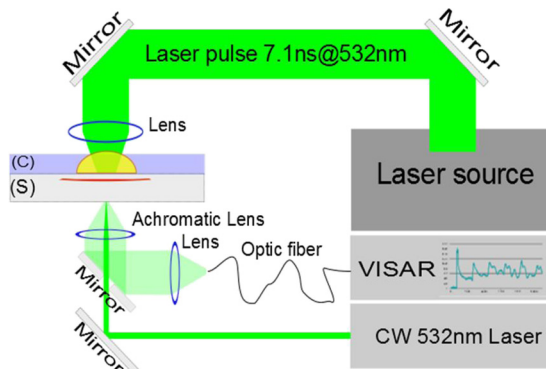 Mirror
Mirror
Laser pulse 7.1ns@532nm
Lens
(C)
(S)
Laser source
Achromatic Lens
Lens
Optic fiber
VISAR
Mirror
CW 532nm Laser
Mirror